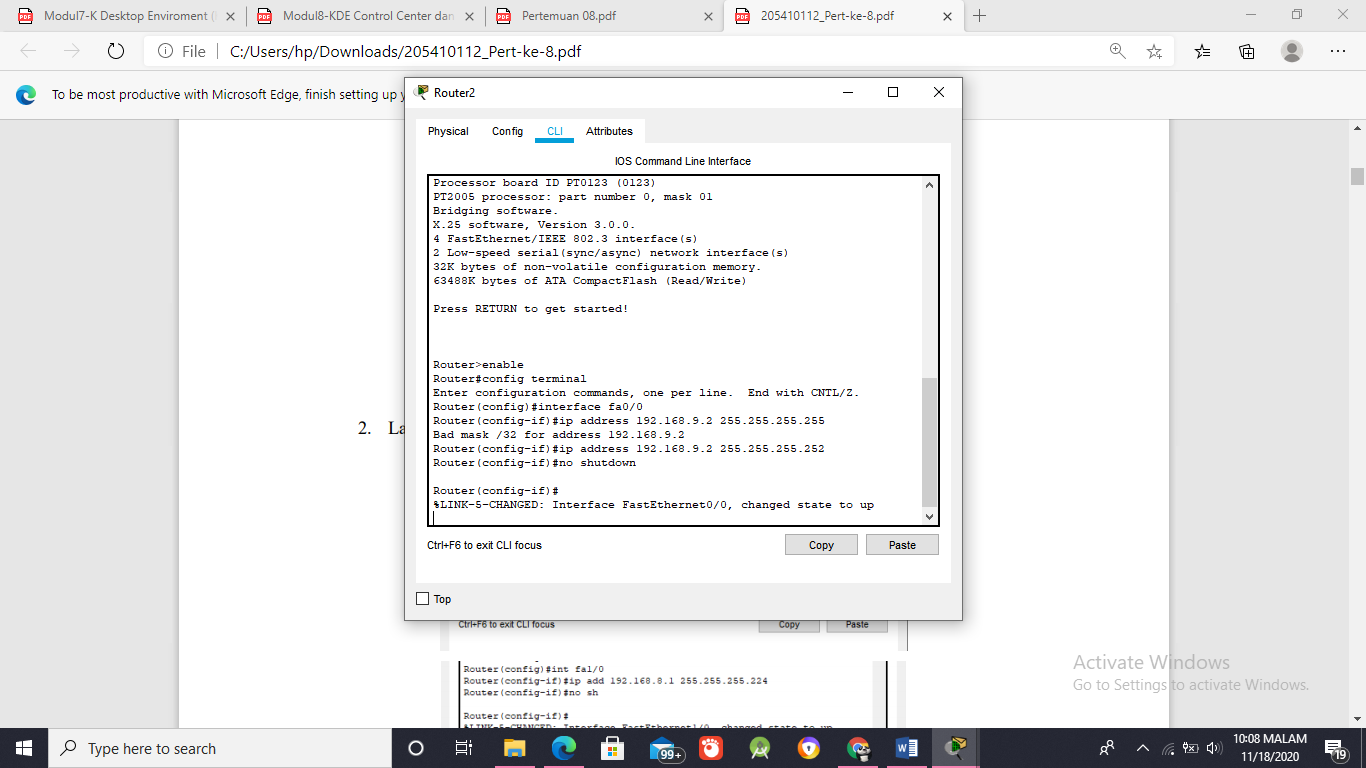 Modul7-K Desktop Enviroment (
Modul8-KDE Control Center dan
Pertemuan 08.pdf
205410112_Pert-ke-8.pdf
File
C:/Users/hp/Downloads/205410112_Pert-ke-8.pdf
To be most productive with Microsoft Edge, finish setting up y
Router2
Physical
Config
CLI
Attributes
IOS Command Line Interface
Processor board ID PT0123 (0123)
PT2005 processor: part number 0, mask 01
Bridging software.
X.25 software, Version 3.0.0.
4 FastEthernet/IEEE 802.3 interface(s)
2 Low-speed serial(sync/async) network interface(s)
32K bytes of non-volatile configuration memory.
63488K bytes of ATA CompactFlash (Read/Write)
Press RETURN to get started!
Router>enable
Router#config terminal
Enter configuration commands, one per line.  End with CNTL/Z.
Router(config)#interface fa0/0
Router(config-if)#ip address 192.168.9.2 255.255.255.255
Bad mask /32 for address 192.168.9.2
Router(config-if)#ip address 192.168.9.2 255.255.255.252
Router(config-if)#no shutdown
Router(config-if)#
%LINK-5-CHANGED: Interface FastEthernet0/0, changed state to up
Ctrl+F6 to exit CLI focus
Copy
Paste
Top
2. La
Ctrl+F6 to exit CLI focus
Copy
Paste
Router(config)#int fa1/0
Router(config-if)#ip add 192.168.8.1 255.255.255.224
Router(config-if)#no sh
Router(config-if)#
%LINK-5-CHANGED: Interface FastEthernet1/0, changed state to up
Activate Windows
Go to Settings to activate Windows.
Type here to search
99+
10:08 MALAM
11/18/2020
19